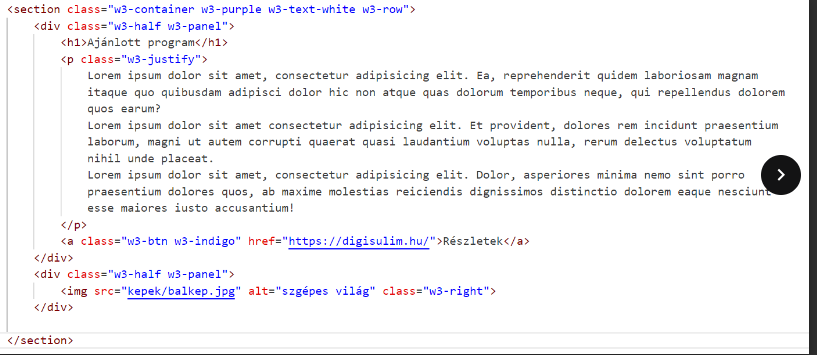 <section class="w3-container w3-purple w3-text-white w3-row">
<div class="w3-half w3-panel">
<h1>Ajánlott program</h1>
<p class="w3-justify">
Lorem ipsum dolor sit amet, consectetur adipisicing elit. Ea, reprehenderit quidem laboriosam magnam
itaque quo quibusdam adipisci dolor hic non atque quas dolorum temporibus neque, qui repellendus dolorem
quos earum?
Lorem ipsum dolor sit amet consectetur adipisicing elit. Et provident, dolores rem incidunt praesentium
laborum, magni ut autem corrupti quaerat quasi laudantium voluptas nulla, rerum delectus voluptatum
nihil unde placeat.
Lorem ipsum dolor sit amet, consectetur adipisicing elit. Dolor, asperiores minima nemo sint porro
praesentium dolores quos, ab maxime molestias reiciendis dignissimos distinctio dolorem eaque nesciunt
esse maiores iusto accusantium!
</p>
<a class="w3-btn w3-indigo" href="https://digisulim.hu/">Részletek</a>
</div>
<div class="w3-half w3-panel">
<img src="kepek/balkep.jpg" alt="szgépes világ" class="w3-right">
</div>
</section>